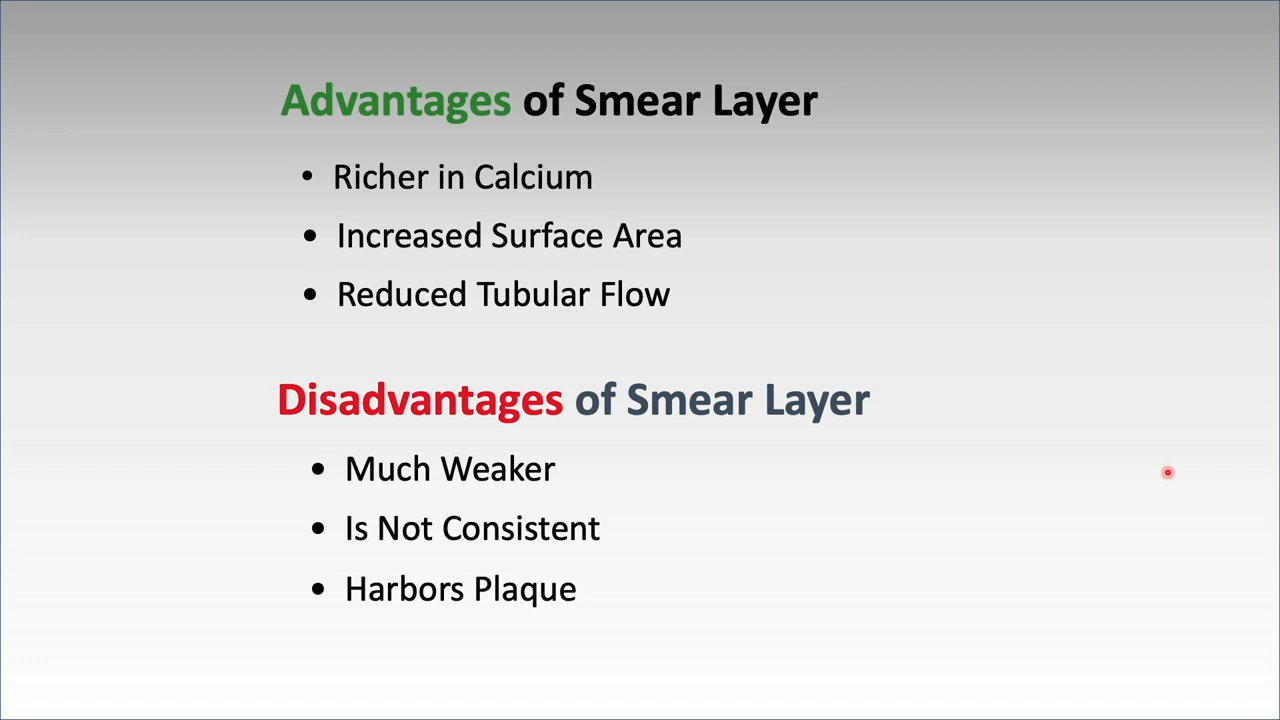 Advantages of Smear Layer
• Richer in Calcium
• Increased Surface Area
• Reduced Tubular Flow
Disadvantages of Smear Layer
• Much Weaker
• Is Not Consistent
• Harbors Plaque